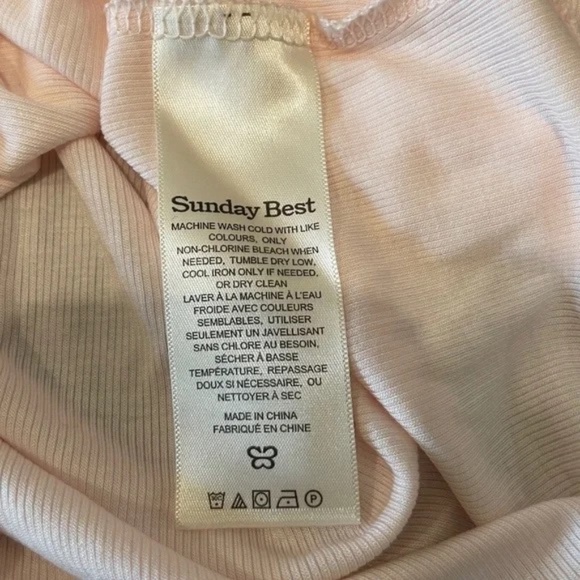 Sunday Best
MACHINE WASH COLD WITH LIKE
COLOURS, ONLY
NON-CHLORINE BLEACH WHEN
NEEDED, TUMBLE DRY LOW,
COOL IRON ONLY IF NEEDED,
OR DRY CLEAN
LAVER À LA MACHINE À L'EAU
FROIDE AVEC COULEURS
SEMBLABLES, UTILISER
SEULEMENT UN JAVELLISANT
SANS CHLORE AU BESOIN,
SÉCHER À BASSE
TEMPÉRATURE, REPASSAGE
DOUX SI NÉCESSAIRE, OU
NETTOYER À SEC
MADE IN CHINA
FABRIQUÉ EN CHINE
P